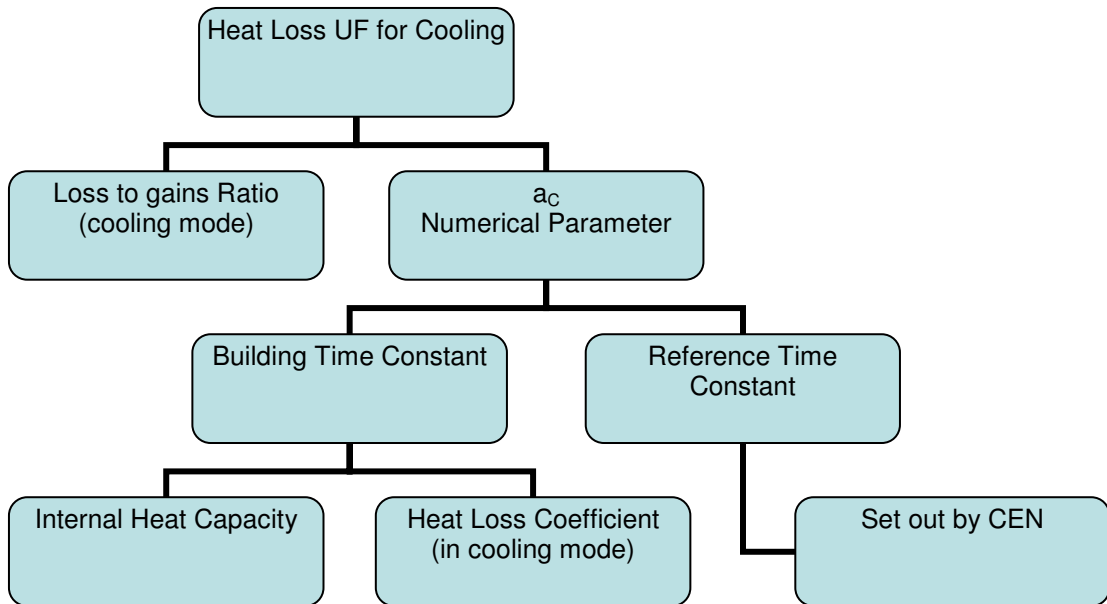 Heat Loss UF for Cooling
Loss to gains Ratio
(cooling mode)
aC
Numerical Parameter
Building Time Constant
Reference Time
Constant
Internal Heat Capacity
Heat Loss Coefficient
(in cooling mode)
Set out by CEN